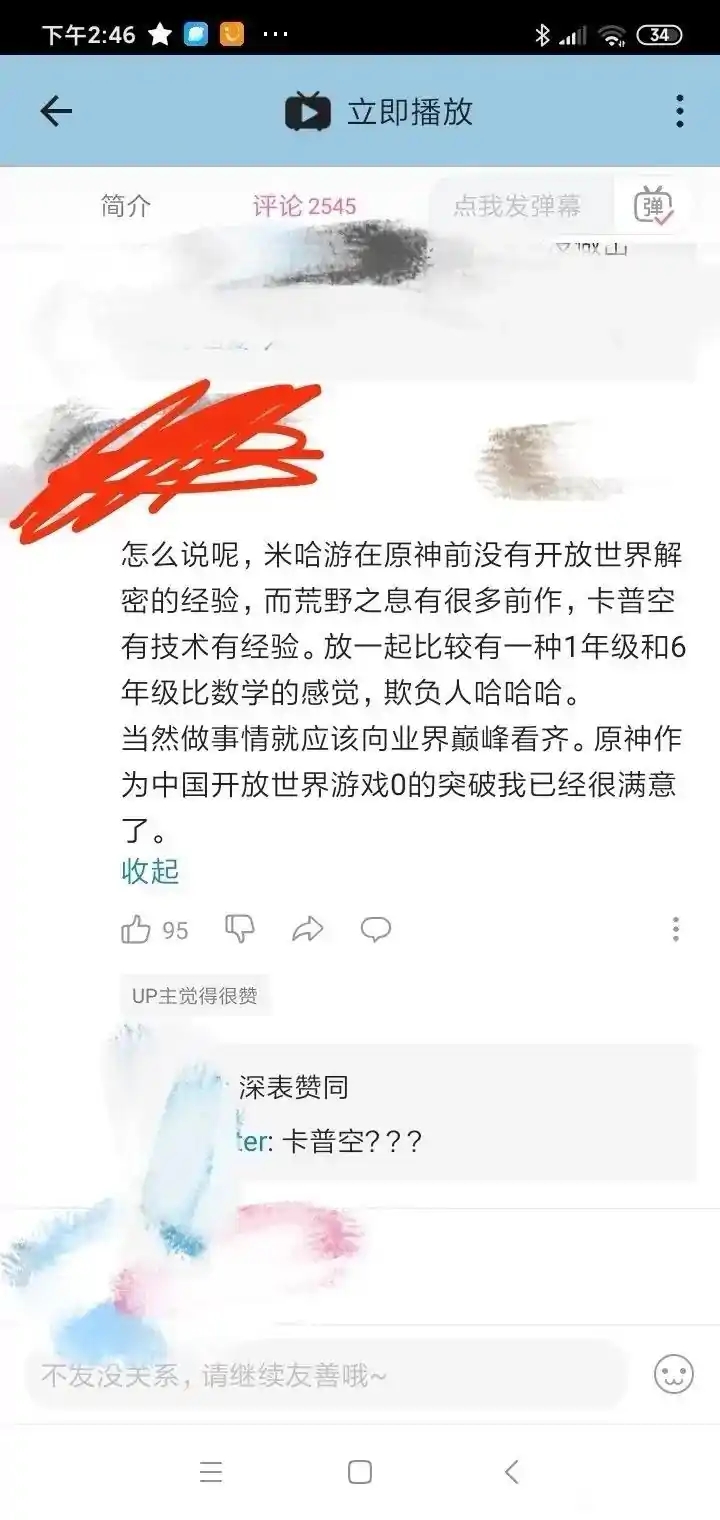 下午2:46
34
立即播放
简介
评论 2545
点我发弹幕
弹
怎么说呢，米哈游在原神前没有开放世界解
密的经验，而荒野之息有很多前作，卡普空
有技术有经验。放一起比较有一种1年级和6
年级比数学的感觉，欺负人哈哈哈。
当然做事情就应该向业界巅峰看齐。原神作
为中国开放世界游戏0的突破我已经很满意
了。
收起
95
UP主觉得很赞
深表赞同
ter: 卡普空???
不发没关系，请继续友善哦~